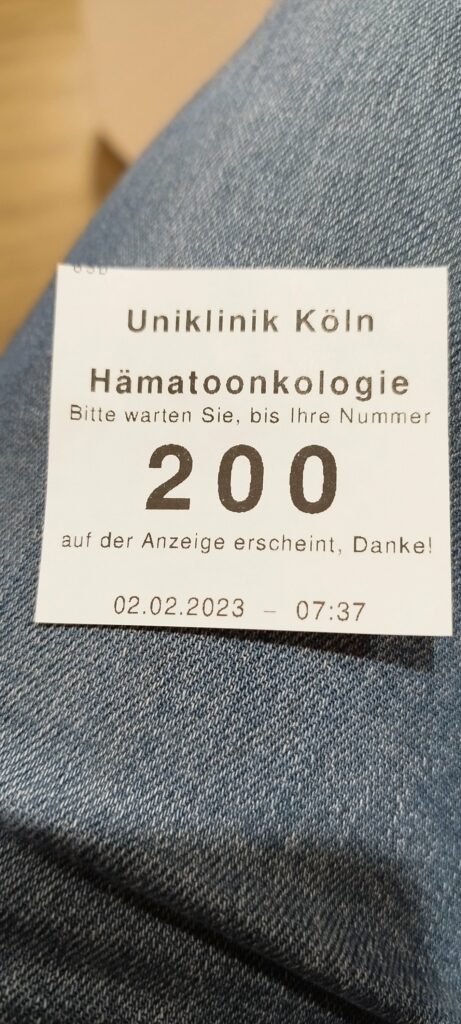 Uniklinik Köln
Hämatoonkologie
Bitte warten Sie, bis Ihre Nummer
200
auf der Anzeige erscheint, Danke!
02.02.2023 – 07:37